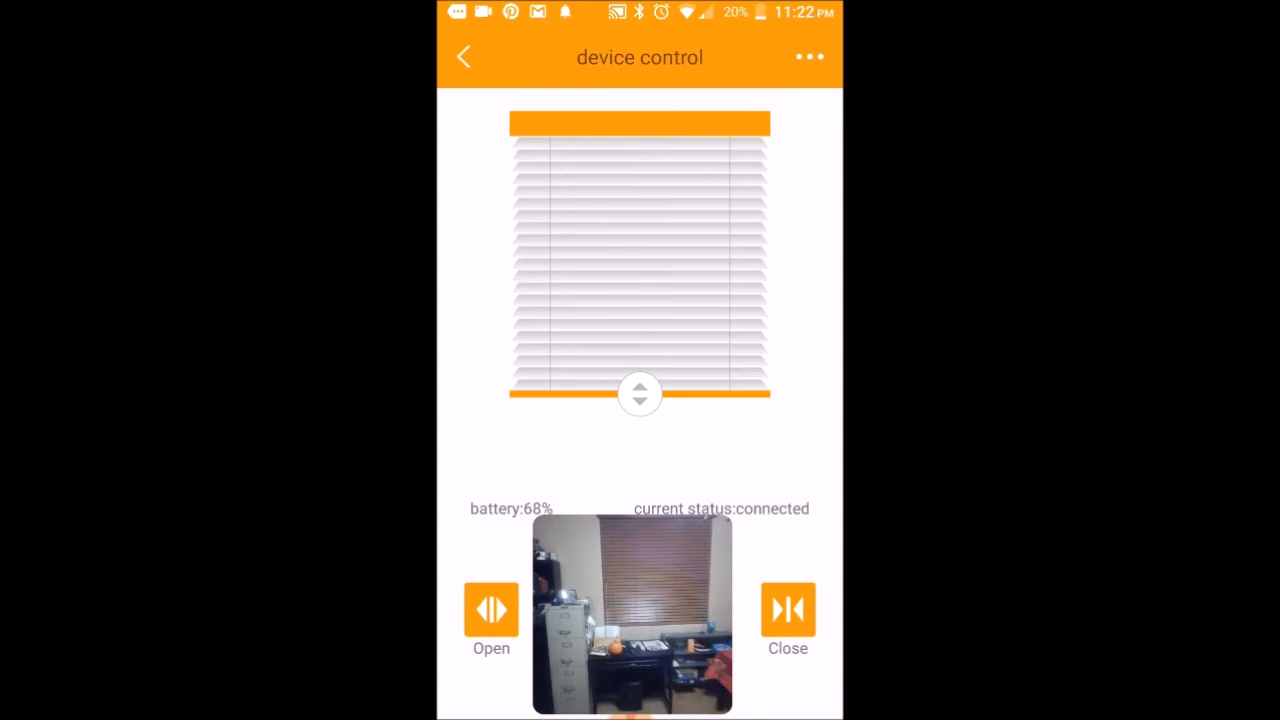 20% 11:22 PM
device control
battery:68% current status:connected
Open
Close